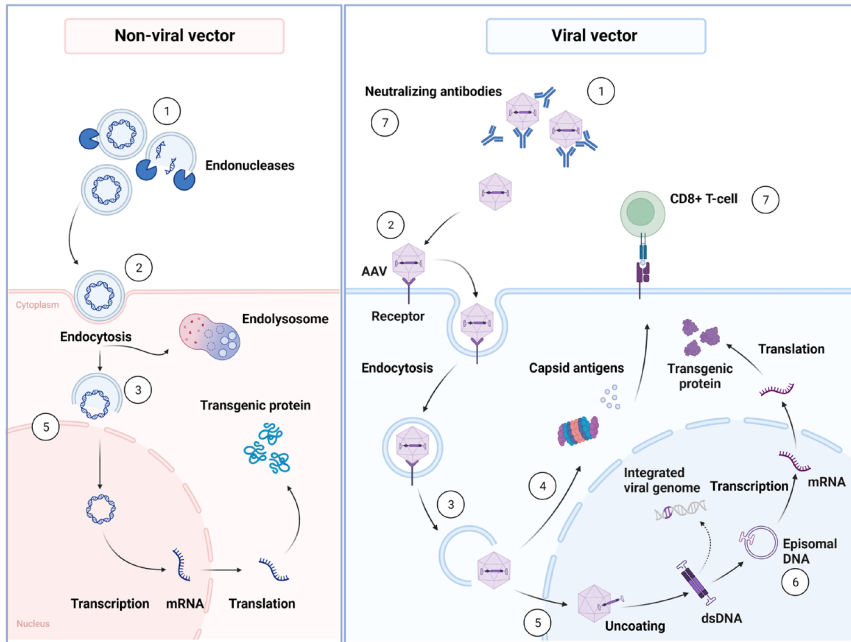 Non-viral vector
1
Endonucleases
2
Cytoplasm
Endocytosis
Endolysosome
3
5
Transgenic protein
Transcription
mRNA
Translation
Nucleus
Viral vector
Neutralizing antibodies
1
7
CD8+ T-cell
7
2
AAV
Receptor
Endocytosis
Capsid antigens
Transgenic
protein
Translation
3
4
Integrated
viral genome
Transcription
mRNA
Episomal
DNA
6
5
Uncoating
dsDNA